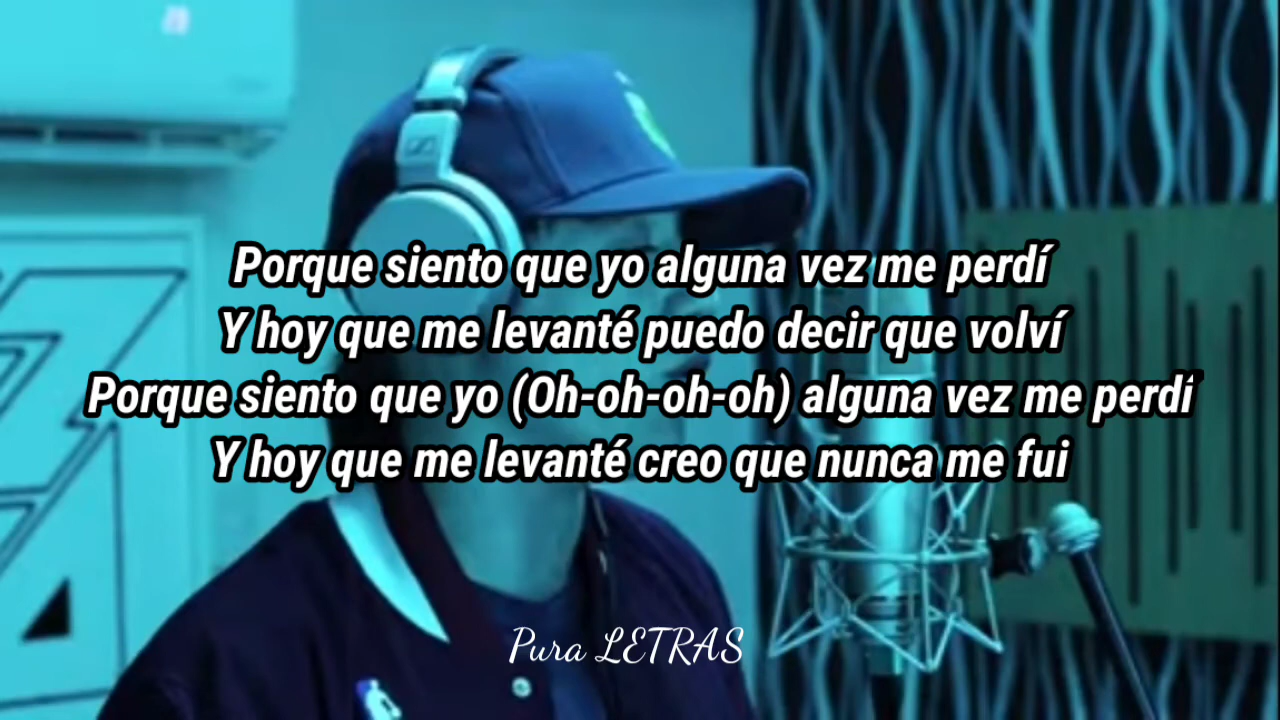 Porque siento que yo alguna vez me perdí
Y hoy que me levanté puedo decir que volví
Porque siento que yo (Oh-oh-oh-oh) alguna vez me perdí
Y hoy que me levanté creo que nunca me fui
Pura LETRAS